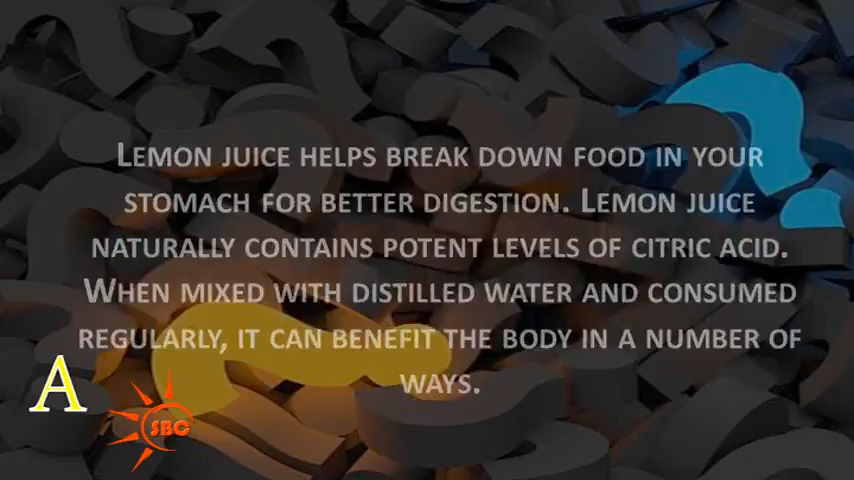 Lemon juice helps break down food in your
stomach for better digestion. Lemon juice
naturally contains potent levels of citric acid.
When mixed with distilled water and consumed
regularly, it can benefit the body in a number of
ways.
A
SBC